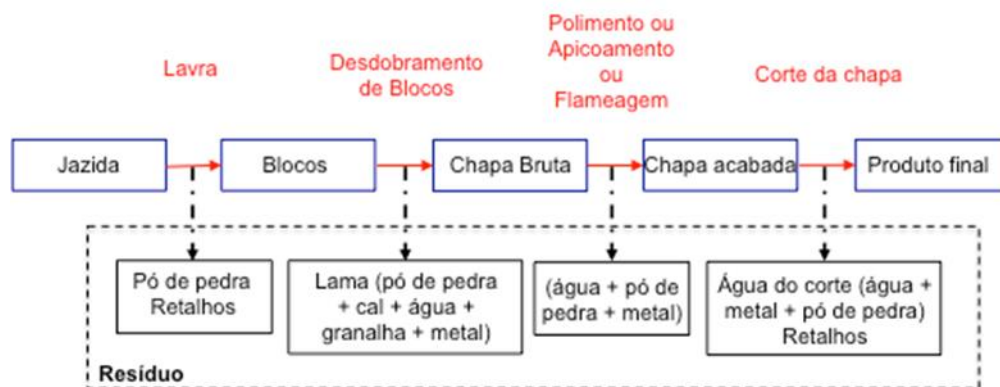 Lavra
Desdobramento
de Blocos
Polimento ou
Apicoamento
ou
Flameagem
Corte da chapa
Jazida
Blocos
Chapa Bruta
Chapa acabada
Produto final
Pó de pedra
Retalhos
Lama (pó de pedra
+ cal + água +
granalha + metal)
(água + pó de
pedra + metal)
Água do corte (água +
metal + pó de pedra)
Retalhos
Resíduo